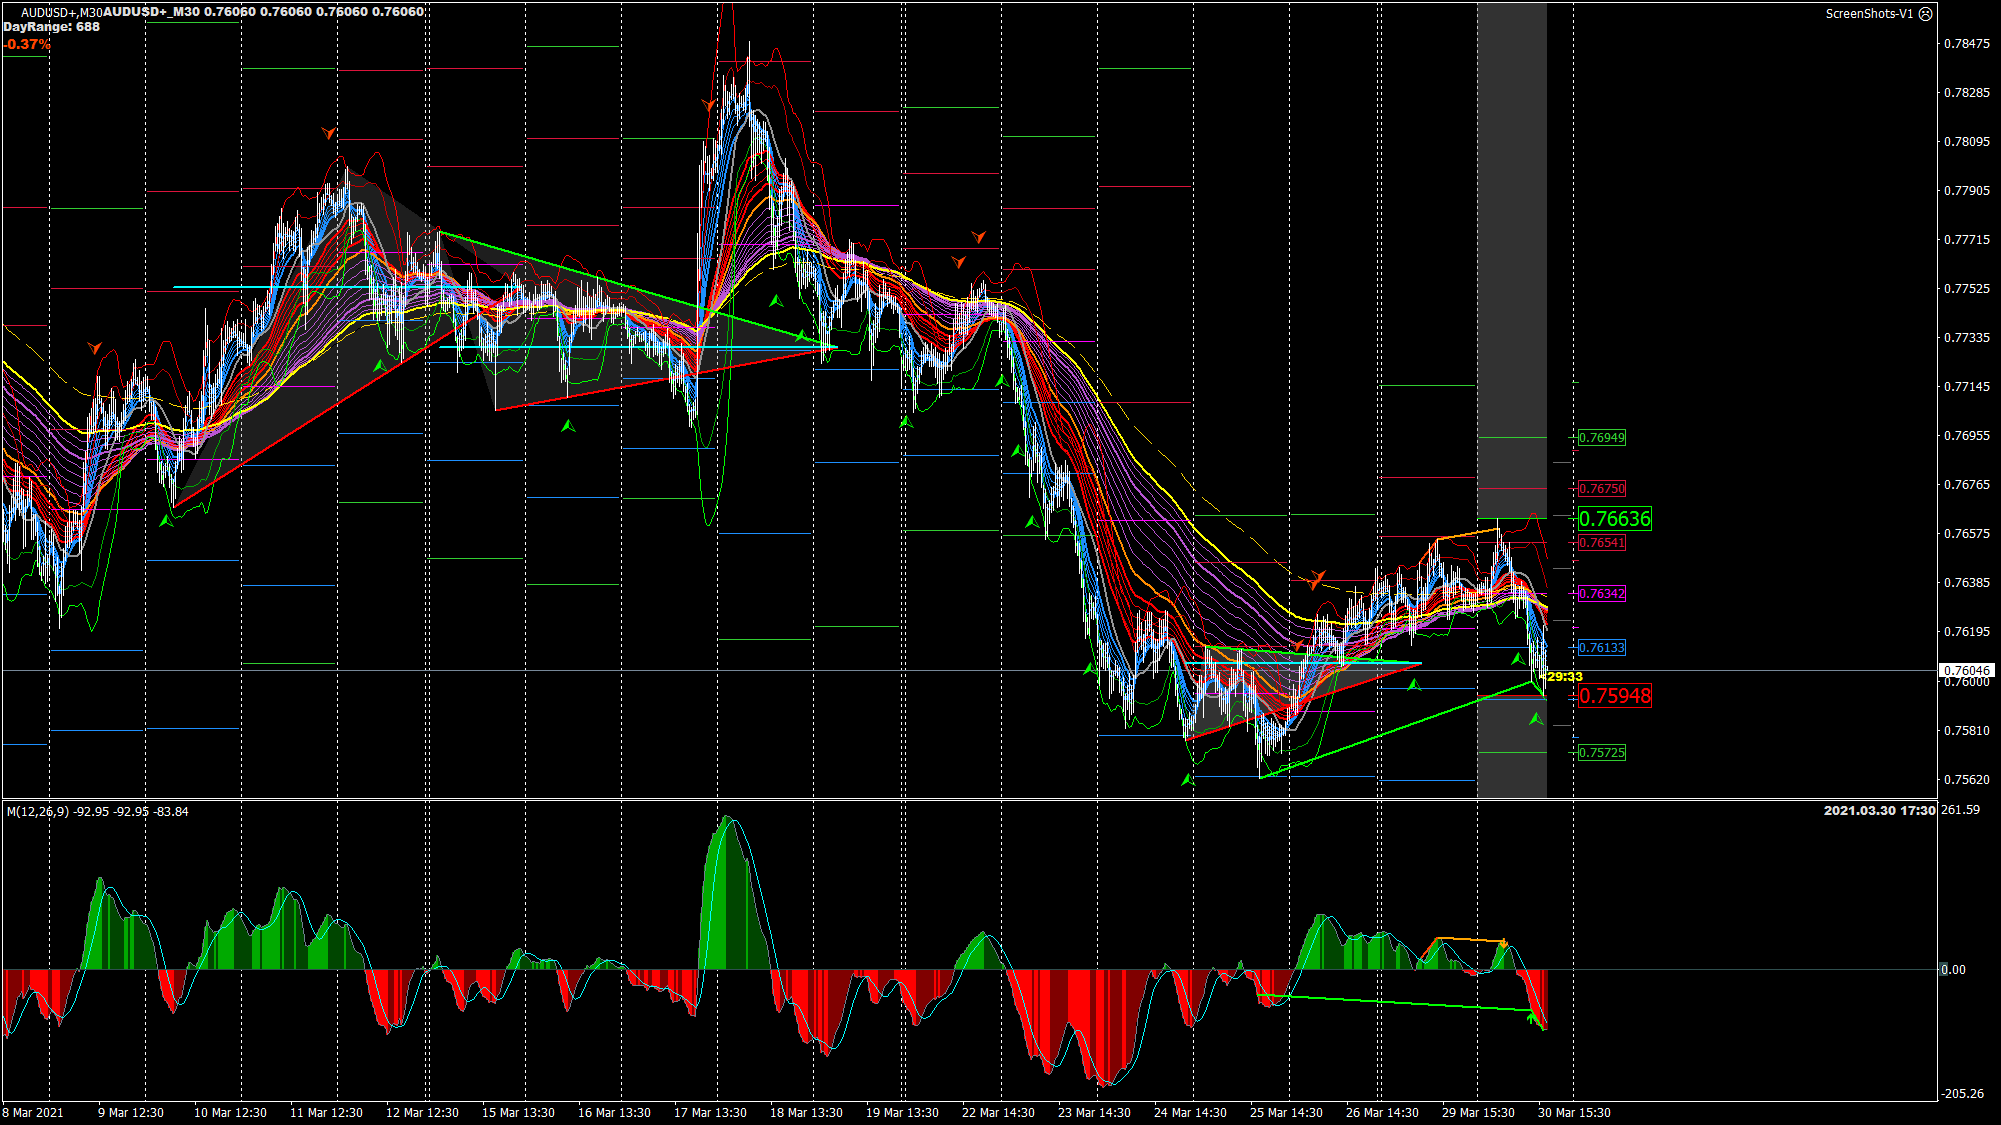 AUDUSD+,M30AUDUSD+_M30 0.76060 0.76060 0.76060 0.76060
DayRange: 688
-0.37%
ScreenShots-V1
0.78475
0.78285
0.78095
0.77905
0.77715
0.77525
0.77335
0.77145
0.76955
0.76949
0.76765
0.76750
0.76636
0.76575
0.76541
0.76385
0.76342
0.76195
0.76133
0.76046
29:33
0.76000
0.75948
0.75810
0.75725
0.75620
M(12,26,9) -92.95 -92.95 -83.84
2021.03.30 17:30
261.59
0.00
-205.26
8 Mar 2021
9 Mar 12:30
10 Mar 12:30
11 Mar 12:30
12 Mar 12:30
15 Mar 13:30
16 Mar 13:30
17 Mar 13:30
18 Mar 13:30
19 Mar 13:30
22 Mar 14:30
23 Mar 14:30
24 Mar 14:30
25 Mar 14:30
26 Mar 14:30
29 Mar 15:30
30 Mar 15:30